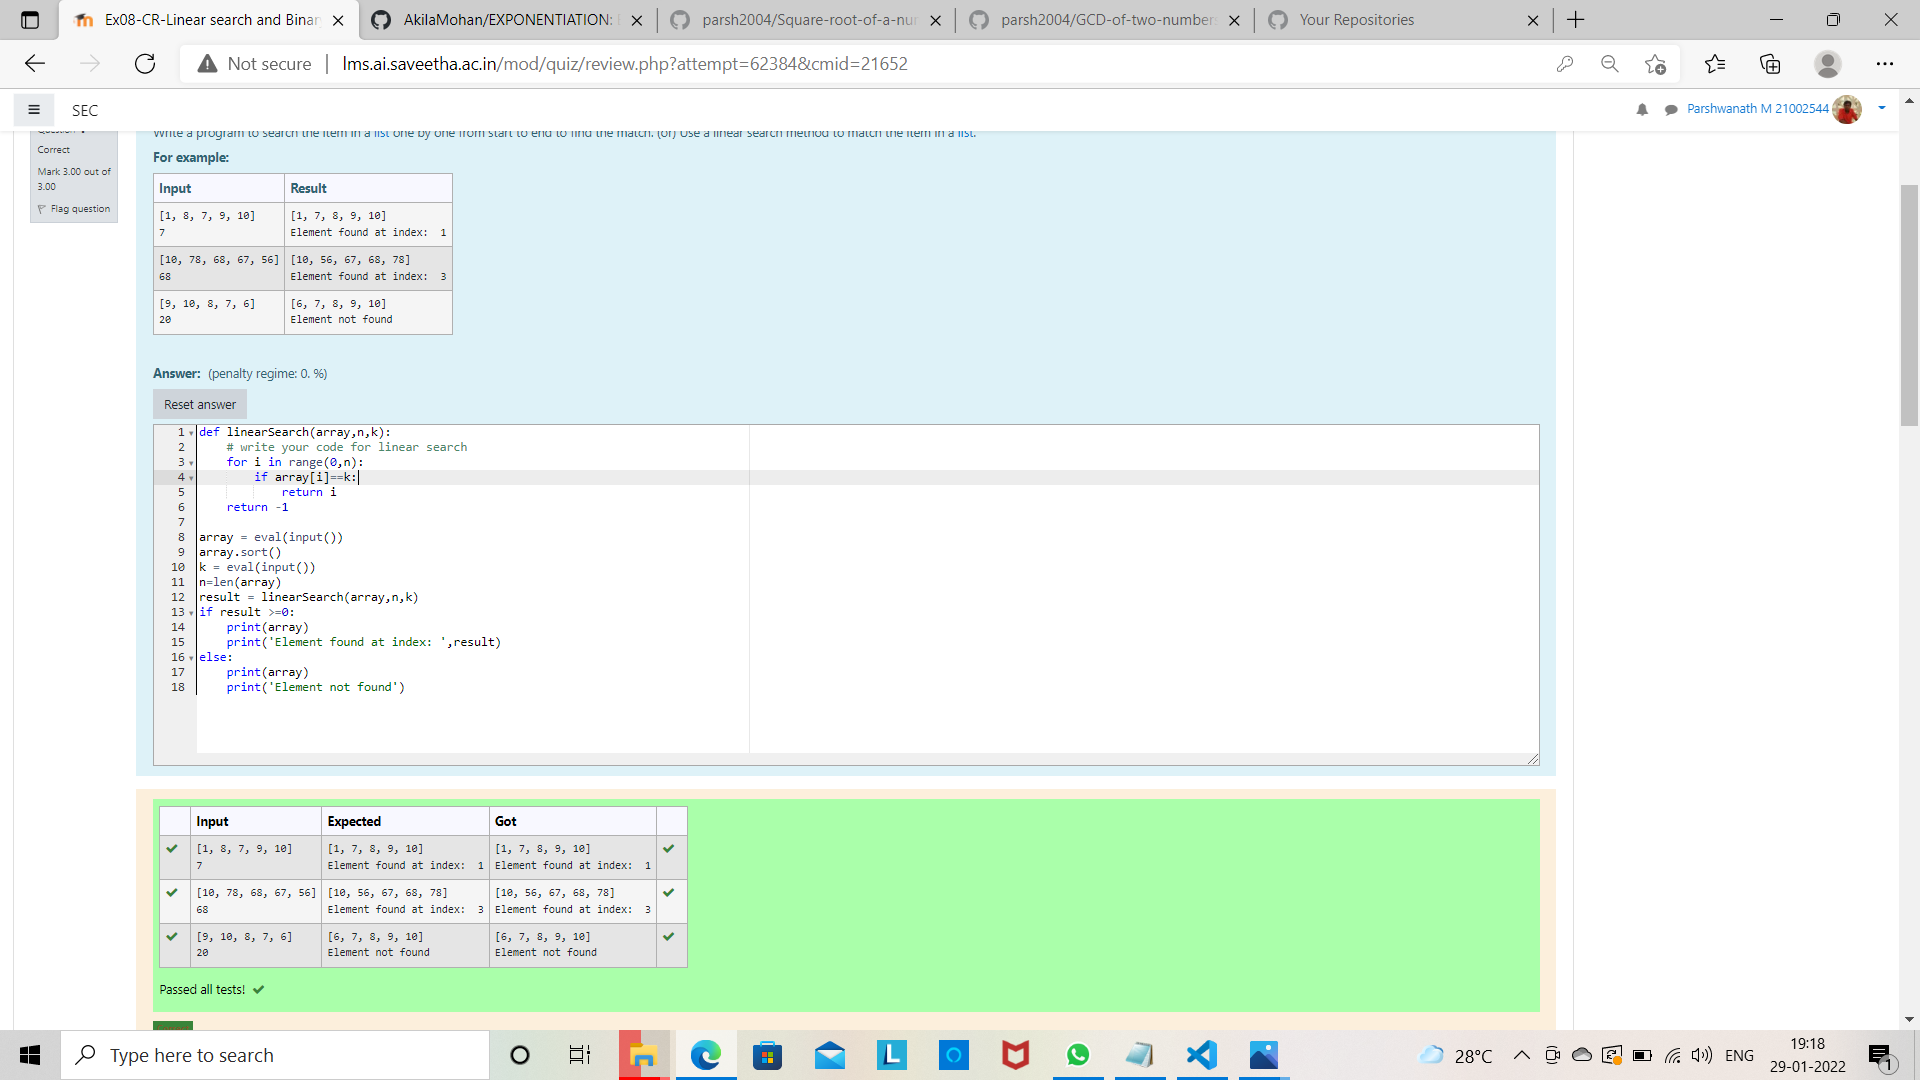 Ex08-CR-Linear search and Binar
AkilaMohan/EXPONENTIATION:
parsh2004/Square-root-of-a-nu
parsh2004/GCD-of-two-number
Your Repositories
Not secure
lms.ai.saveetha.ac.in/mod/quiz/review.php?attempt=62384&cmid=21652
SEC
Parshwanath M 21002544
Correct
Mark 3.00 out of
3.00
Flag question
Write a program to search the item in a list one by one from start to end to find the match. (or) Use a linear search method to match the item in a list.
For example:
Input Result
[1, 8, 7, 9, 10] [1, 7, 8, 9, 10]
7 Element found at index:  1
[10, 78, 68, 67, 56] [10, 56, 67, 68, 78]
68 Element found at index:  3
[9, 10, 8, 7, 6] [6, 7, 8, 9, 10]
20 Element not found
Answer: (penalty regime: 0. %)
Reset answer
1 def linearSearch(array,n,k):
2     # write your code for linear search
3     for i in range(0,n):
4         if array[i]==k:
5             return i
6     return -1
7
8 array = eval(input())
9 array.sort()
10 k = eval(input())
11 n=len(array)
12 result = linearSearch(array,n,k)
13 if result >=0:
14     print(array)
15     print('Element found at index: ',result)
16 else:
17     print(array)
18     print('Element not found')
Input Expected Got
[1, 8, 7, 9, 10] [1, 7, 8, 9, 10] [1, 7, 8, 9, 10]
7 Element found at index:  1 Element found at index:  1
[10, 78, 68, 67, 56] [10, 56, 67, 68, 78] [10, 56, 67, 68, 78]
68 Element found at index:  3 Element found at index:  3
[9, 10, 8, 7, 6] [6, 7, 8, 9, 10] [6, 7, 8, 9, 10]
20 Element not found Element not found
Passed all tests!
Type here to search
L
28°C
ENG
19:18
29-01-2022
1